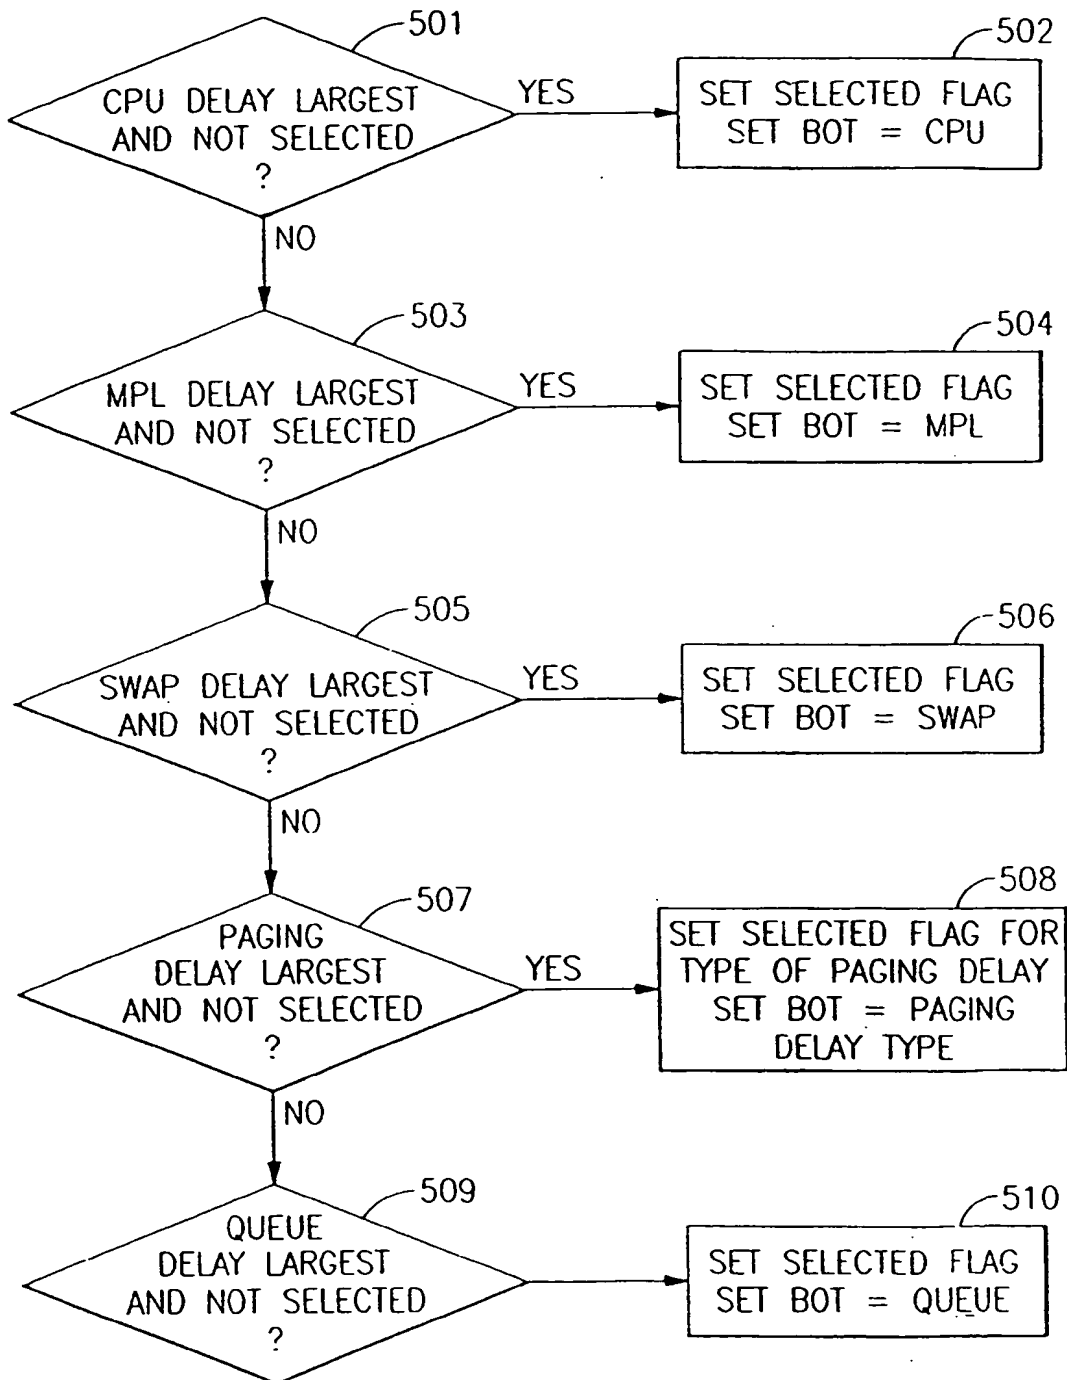 501
CPU DELAY LARGEST
AND NOT SELECTED
?
YES
502
SET SELECTED FLAG
SET BOT = CPU
NO
503
MPL DELAY LARGEST
AND NOT SELECTED
?
YES
504
SET SELECTED FLAG
SET BOT = MPL
NO
505
SWAP DELAY LARGEST
AND NOT SELECTED
?
YES
506
SET SELECTED FLAG
SET BOT = SWAP
NO
507
PAGING
DELAY LARGEST
AND NOT SELECTED
?
YES
508
SET SELECTED FLAG FOR
TYPE OF PAGING DELAY
SET BOT = PAGING
DELAY TYPE
NO
509
QUEUE
DELAY LARGEST
AND NOT SELECTED
?
510
SET SELECTED FLAG
SET BOT = QUEUE